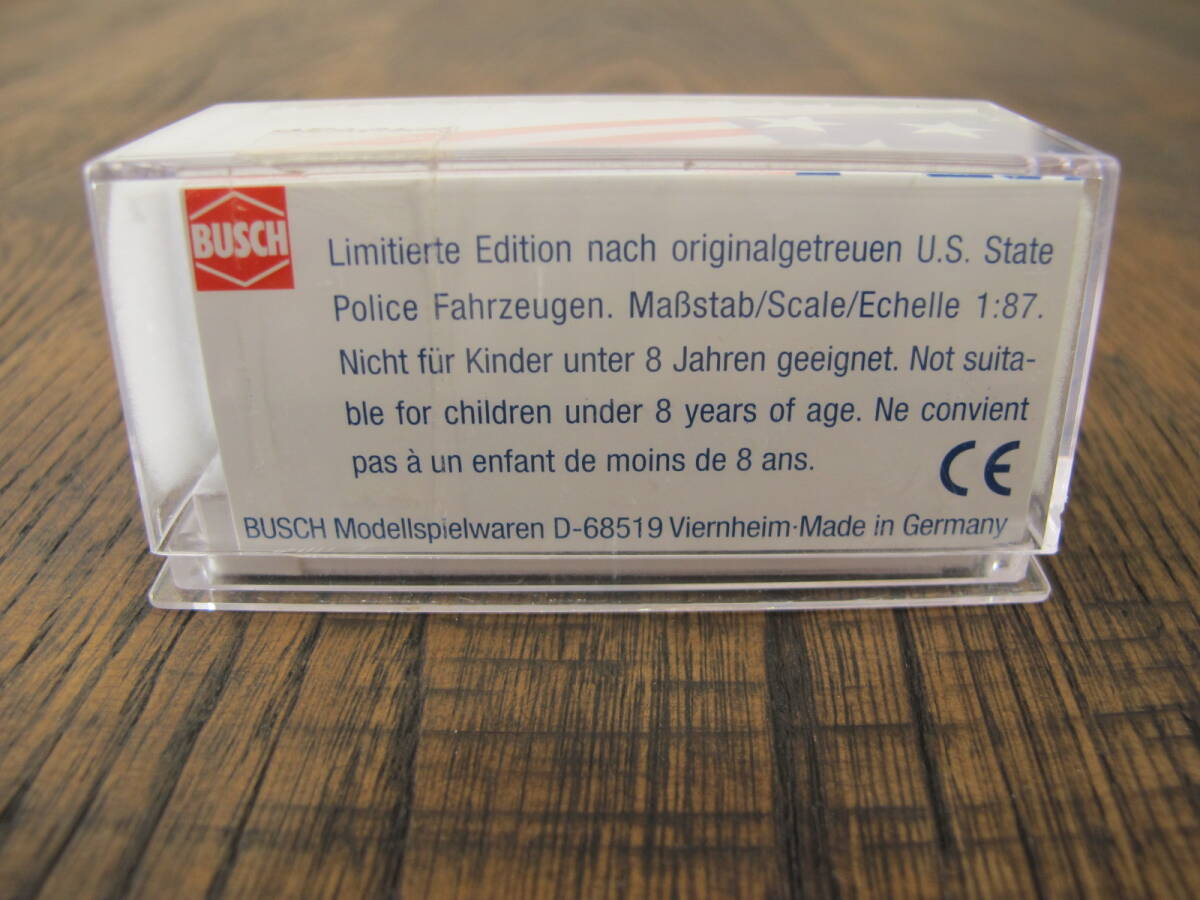 BUSCH
Limitierte Edition nach originalgetreuen U.S. State
Police Fahrzeugen. Maßstab/Scale/Echelle 1:87.
Nicht für Kinder unter 8 Jahren geeignet. Not suita-
ble for children under 8 years of age. Ne convient
pas à un enfant de moins de 8 ans.
CE
BUSCH Modellspielwaren D-68519 Viernheim·Made in Germany